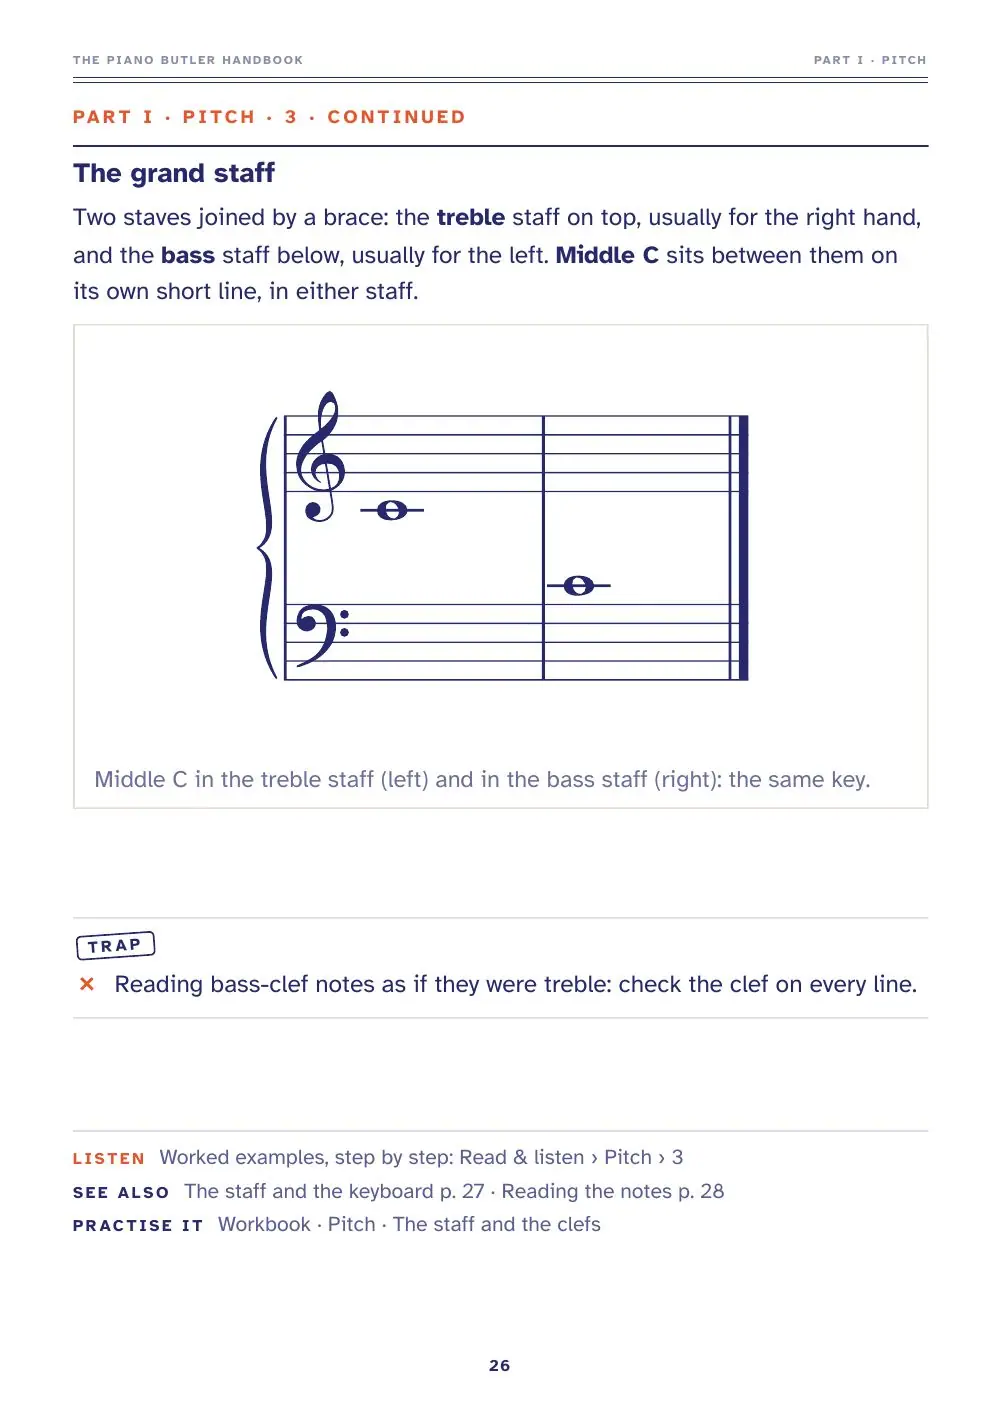 THE PIANO BUTLER HANDBOOK
PART I · PITCH
PART I · PITCH · 3 · CONTINUED
The grand staff
Two staves joined by a brace: the treble staff on top, usually for the right hand,
and the bass staff below, usually for the left. Middle C sits between them on
its own short line, in either staff.
Middle C in the treble staff (left) and in the bass staff (right): the same key.
TRAP
× Reading bass-clef notes as if they were treble: check the clef on every line.
LISTEN Worked examples, step by step: Read & listen › Pitch › 3
SEE ALSO The staff and the keyboard p. 27 · Reading the notes p. 28
PRACTISE IT Workbook · Pitch · The staff and the clefs
26